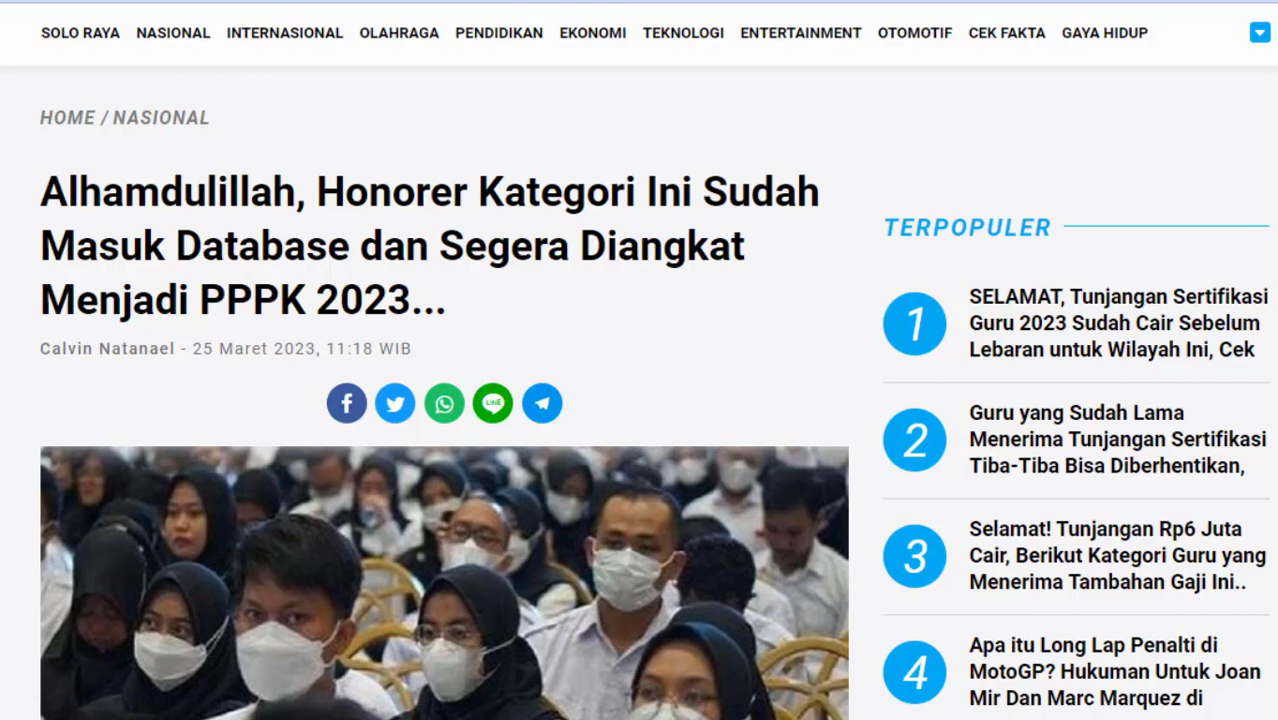 SOLO RAYA NASIONAL INTERNASIONAL OLAHRAGA PENDIDIKAN EKONOMI TEKNOLOGI ENTERTAINMENT OTOMOTIF CEK FAKTA GAYA HIDUP
HOME / NASIONAL
Alhamdulillah, Honorer Kategori Ini Sudah
Masuk Database dan Segera Diangkat
Menjadi PPPK 2023...
Calvin Natanael - 25 Maret 2023, 11:18 WIB
LINE
TERPOPULER
1
SELAMAT, Tunjangan Sertifikasi
Guru 2023 Sudah Cair Sebelum
Lebaran untuk Wilayah Ini, Cek
2
Guru yang Sudah Lama
Menerima Tunjangan Sertifikasi
Tiba-Tiba Bisa Diberhentikan,
3
Selamat! Tunjangan Rp6 Juta
Cair, Berikut Kategori Guru yang
Menerima Tambahan Gaji Ini..
4
Apa itu Long Lap Penalti di
MotoGP? Hukuman Untuk Joan
Mir Dan Marc Marquez di